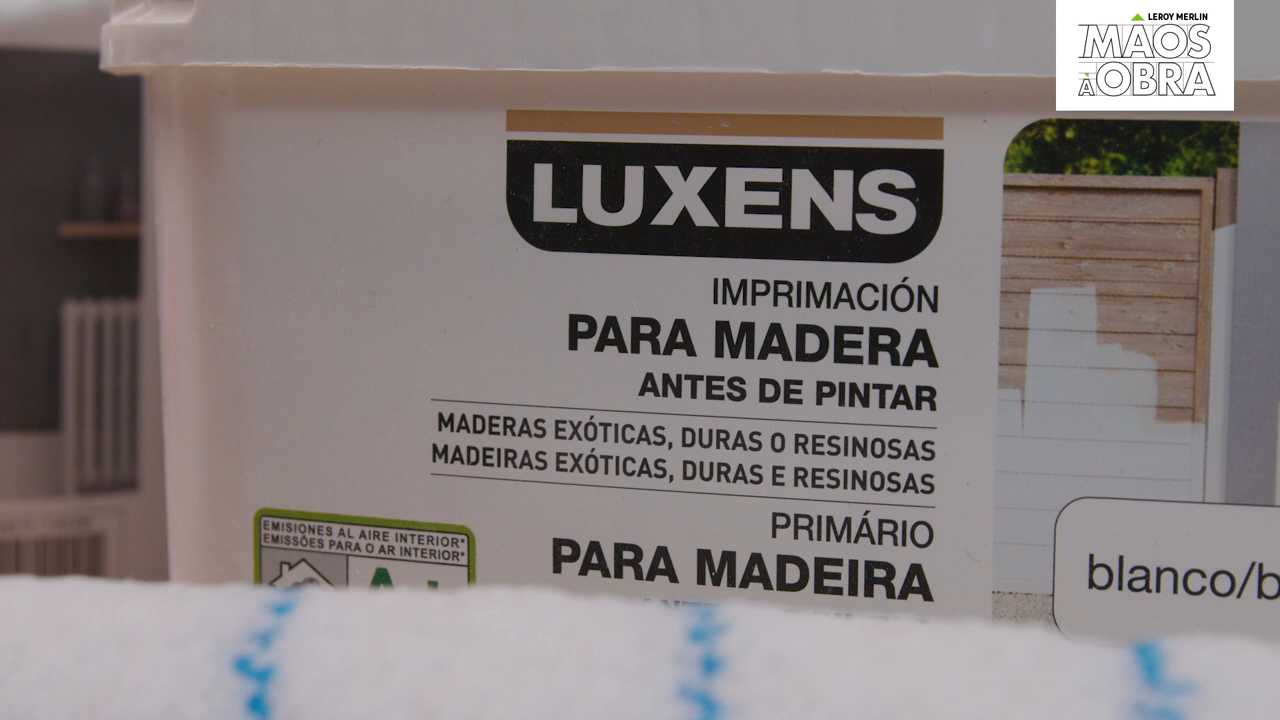 LEROY MERLIN
MÃOS
À OBRA
LUXENS
IMPRIMACIÓN
PARA MADERA
ANTES DE PINTAR
MADERAS EXÓTICAS, DURAS O RESINOSAS
MADEIRAS EXÓTICAS, DURAS E RESINOSAS
PRIMÁRIO
PARA MADEIRA
EMISIONES AL AIRE INTERIOR*
EMISSÕES PARA O AR INTERIOR*
blanco/b